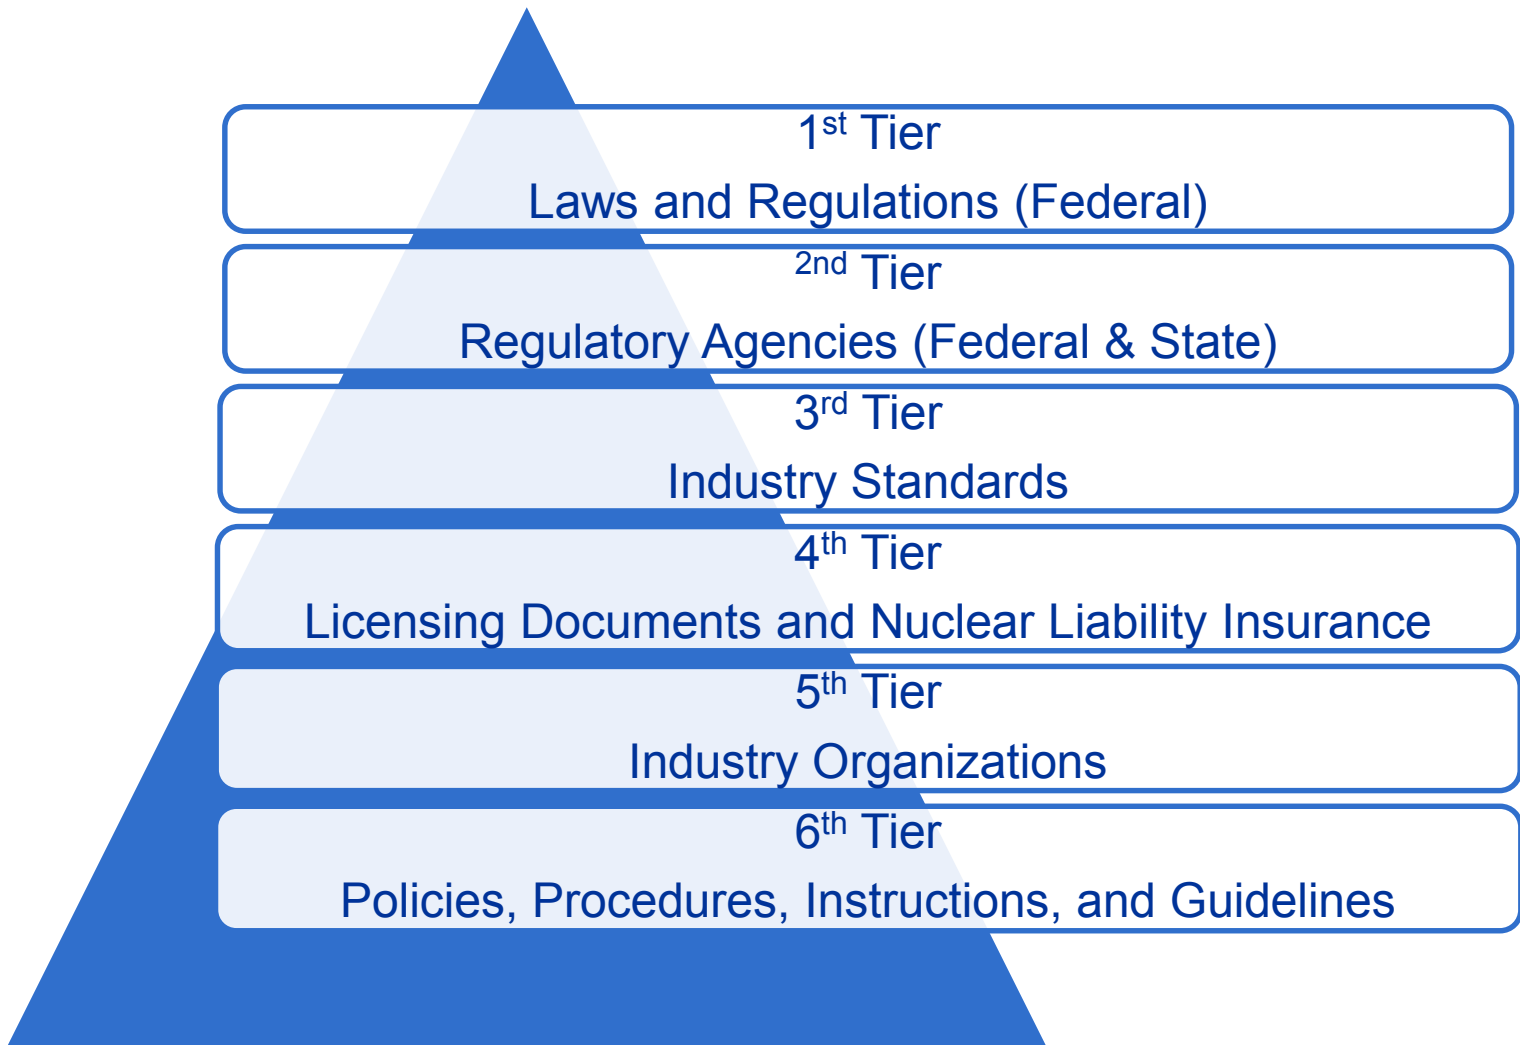 1st Tier
Laws and Regulations (Federal)
2nd Tier
Regulatory Agencies (Federal & State)
3rd Tier
Industry Standards
4th Tier
Licensing Documents and Nuclear Liability Insurance
5th Tier
Industry Organizations
6th Tier
Policies, Procedures, Instructions, and Guidelines